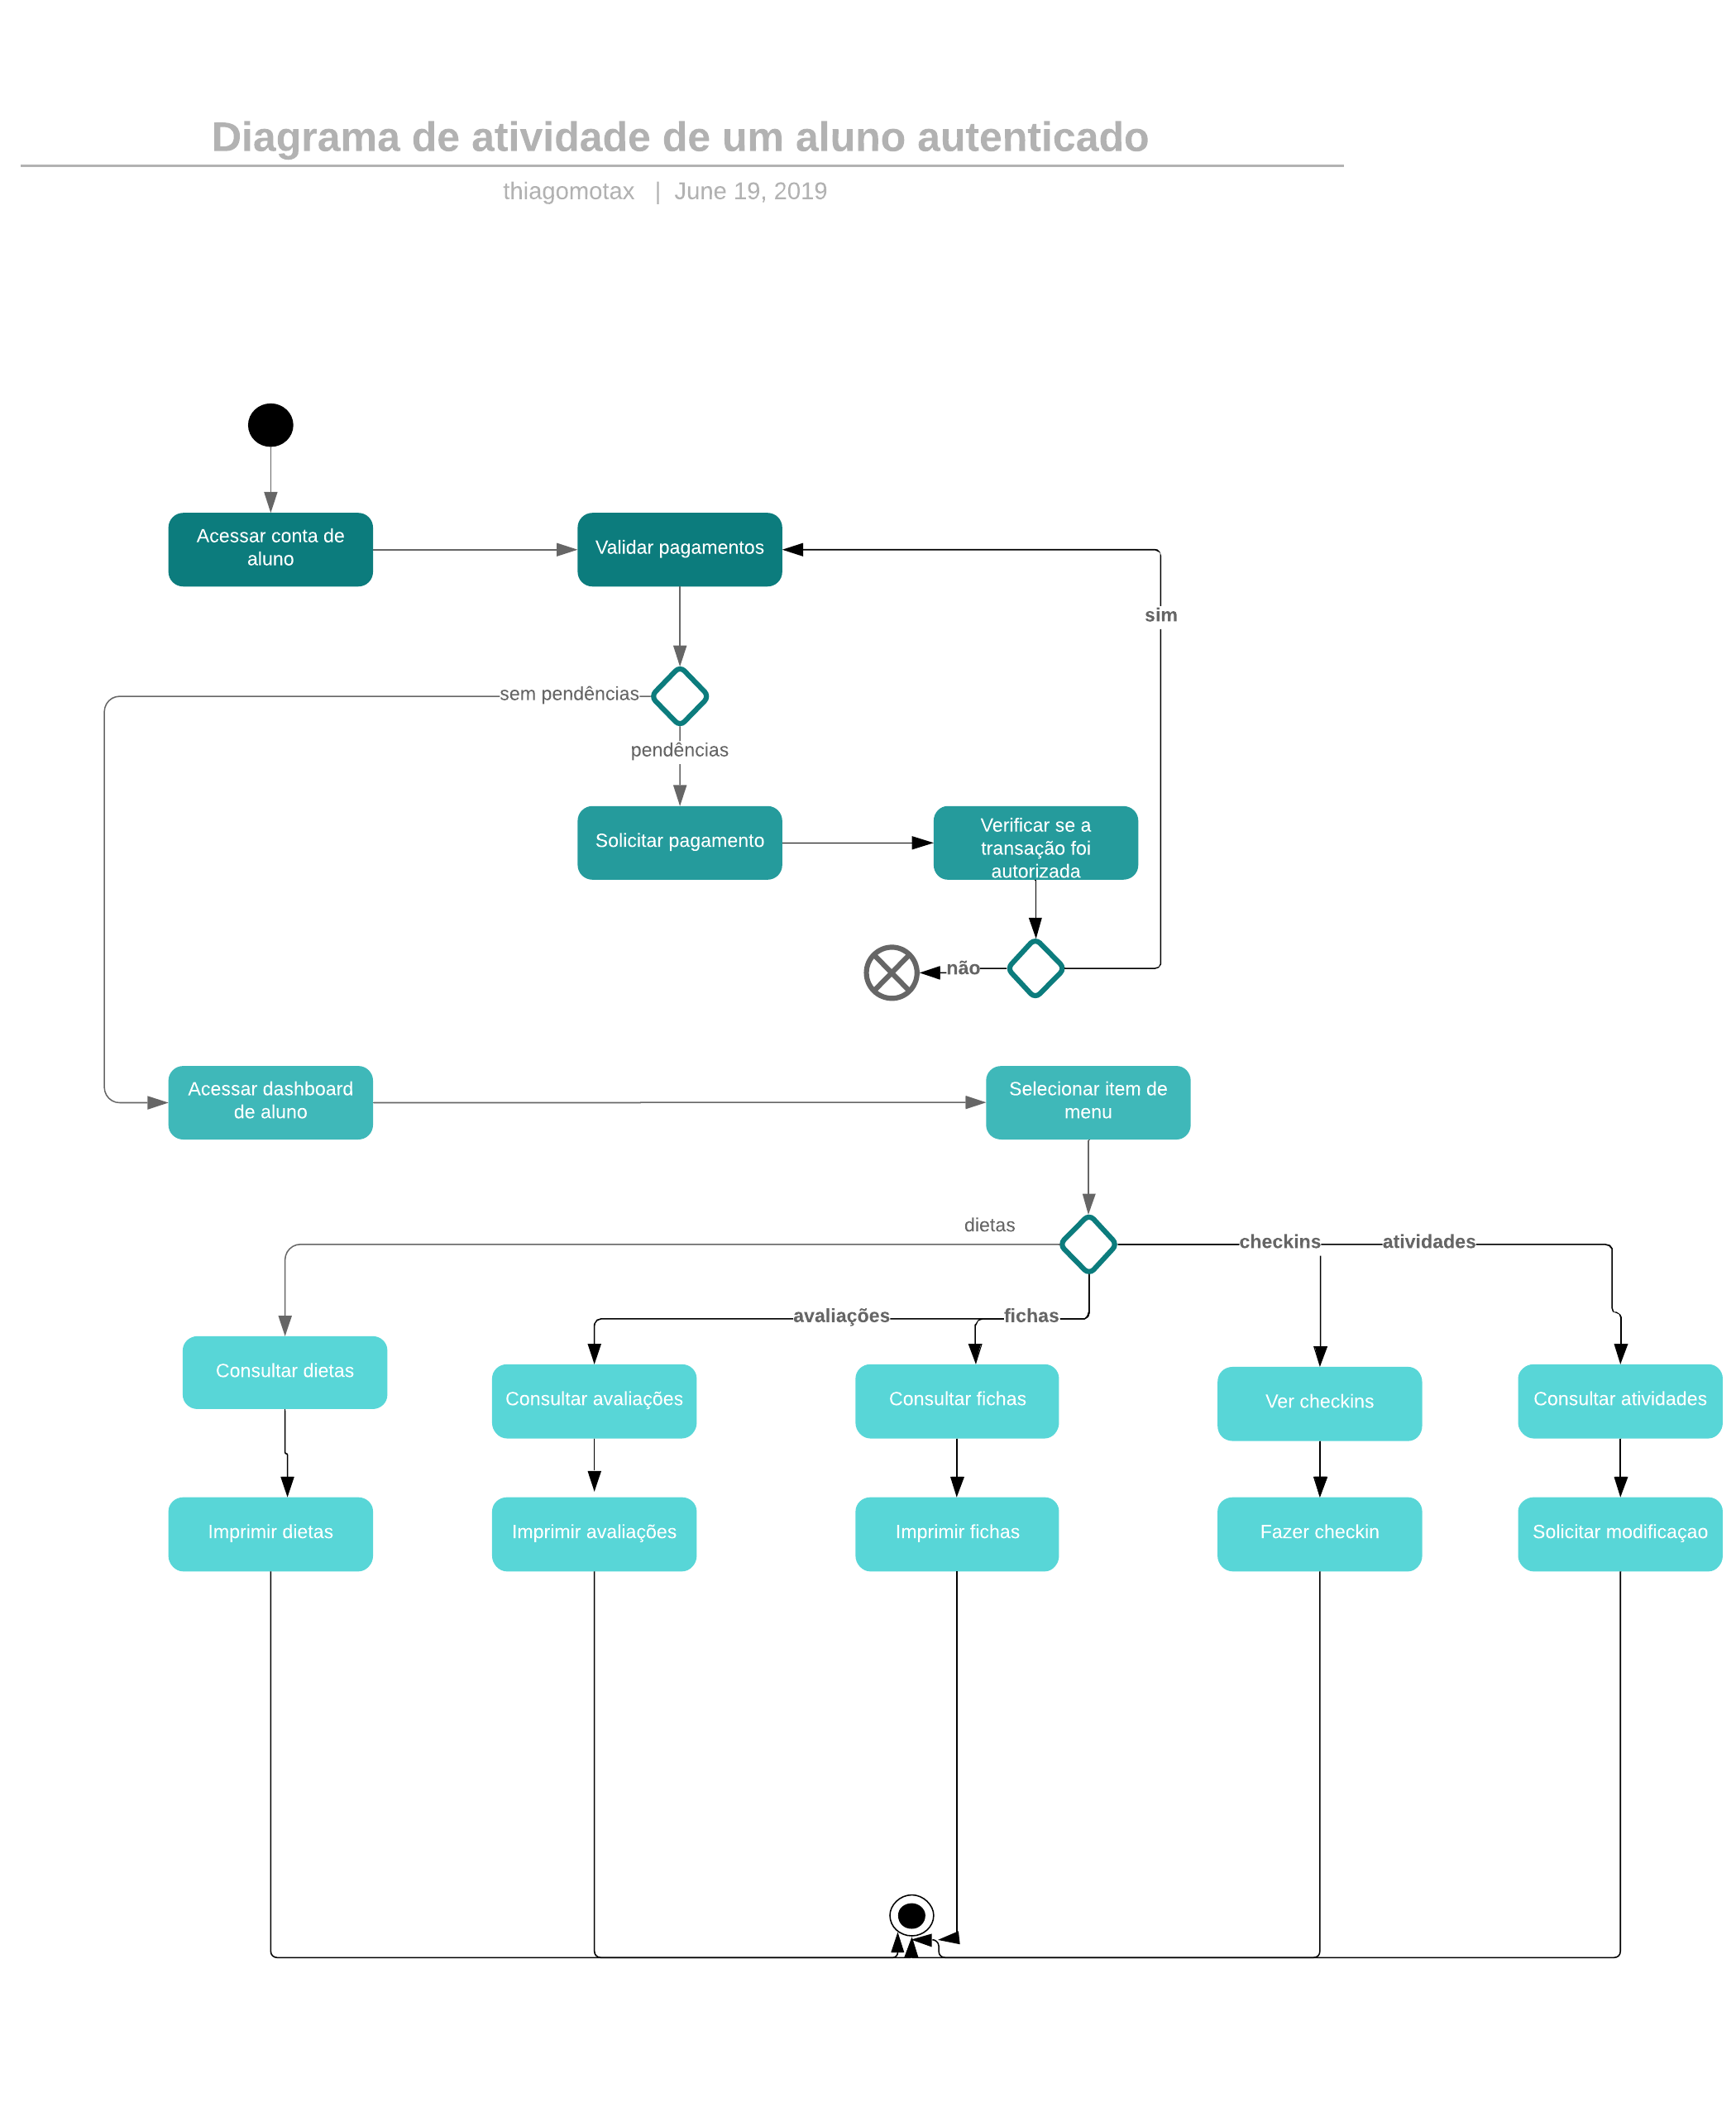 Diagrama de atividade de um aluno autenticado
thiagomotax | June 19, 2019
Acessar conta de
aluno
Validar pagamentos
sim
sem pendências
pendências
Solicitar pagamento
Verificar se a
transação foi
autorizada
não
Acessar dashboard
de aluno
Selecionar item de
menu
dietas
checkins
atividades
avaliações
fichas
Consultar dietas
Consultar avaliações
Consultar fichas
Ver checkins
Consultar atividades
Imprimir dietas
Imprimir avaliações
Imprimir fichas
Fazer checkin
Solicitar modificaçao